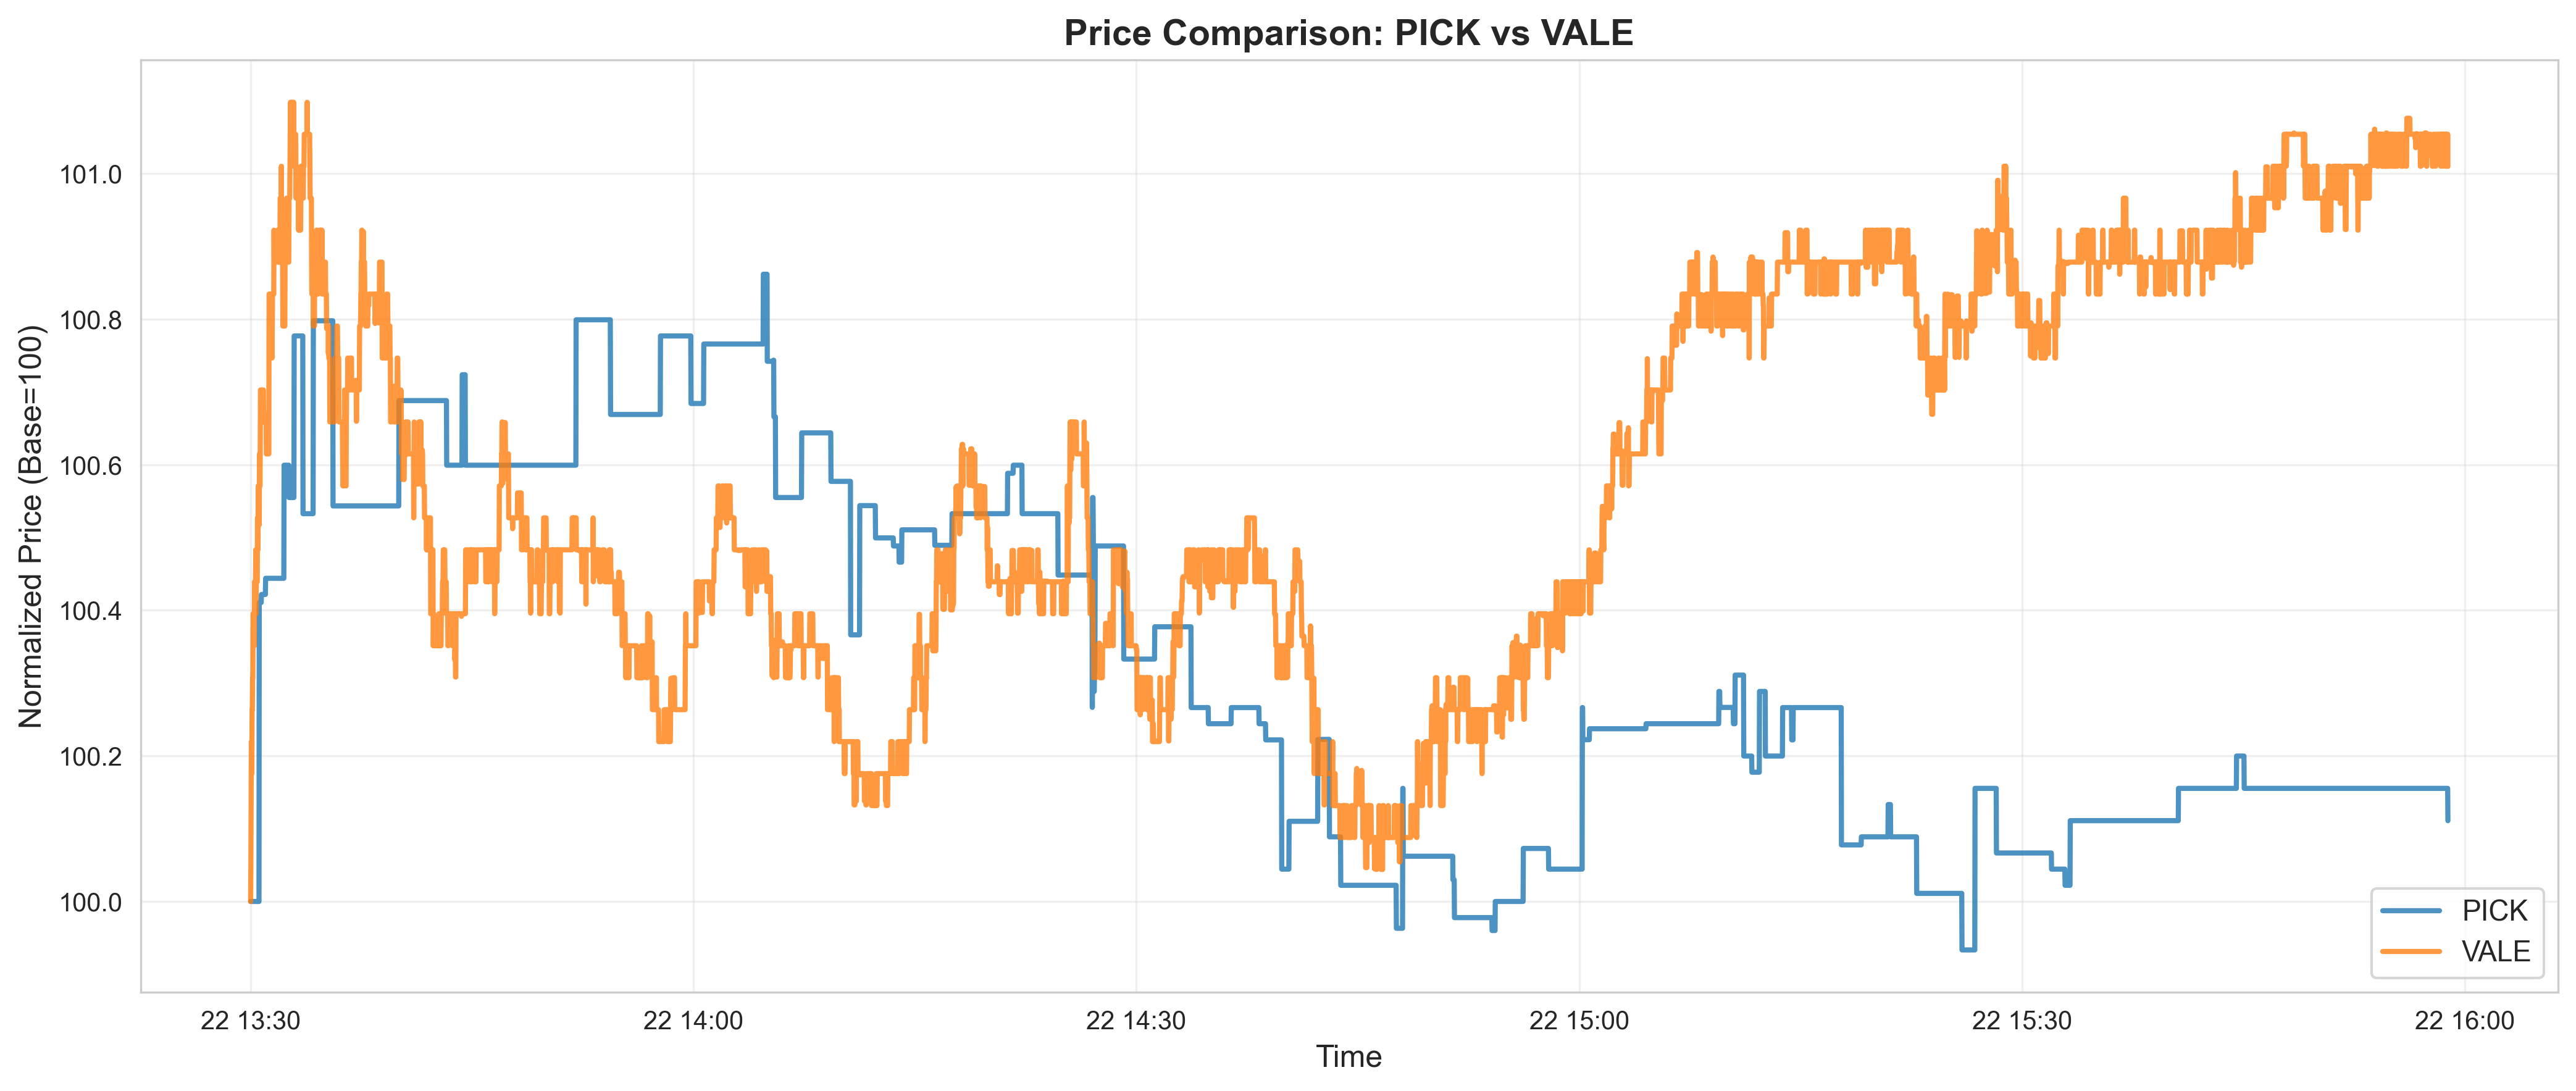 Price Comparison: PICK vs VALE
Normalized Price (Base=100)
101.0
100.8
100.6
100.4
100.2
100.0
PICK
VALE
22 13:30
22 14:00
22 14:30
22 15:00
22 15:30
22 16:00
Time